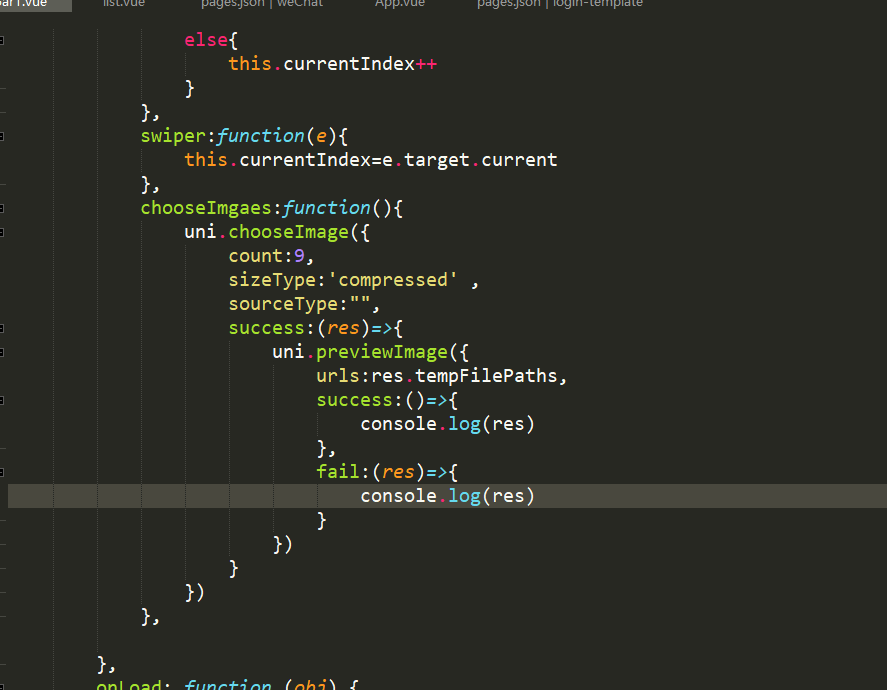 bar1.vue list.vue pages.json | weChat App.vue pages.json | login-template
else{
this.currentIndex++
}
},
swiper:function(e){
this.currentIndex=e.target.current
},
chooseImgaes:function(){
uni.chooseImage({
count:9,
sizeType:'compressed' ,
sourceType:"",
success:(res)=>{
uni.previewImage({
urls:res.tempFilePaths,
success:()=>{
console.log(res)
},
fail:(res)=>{
console.log(res)
}
})
}
})
},
},
onLoad: function (obj) {